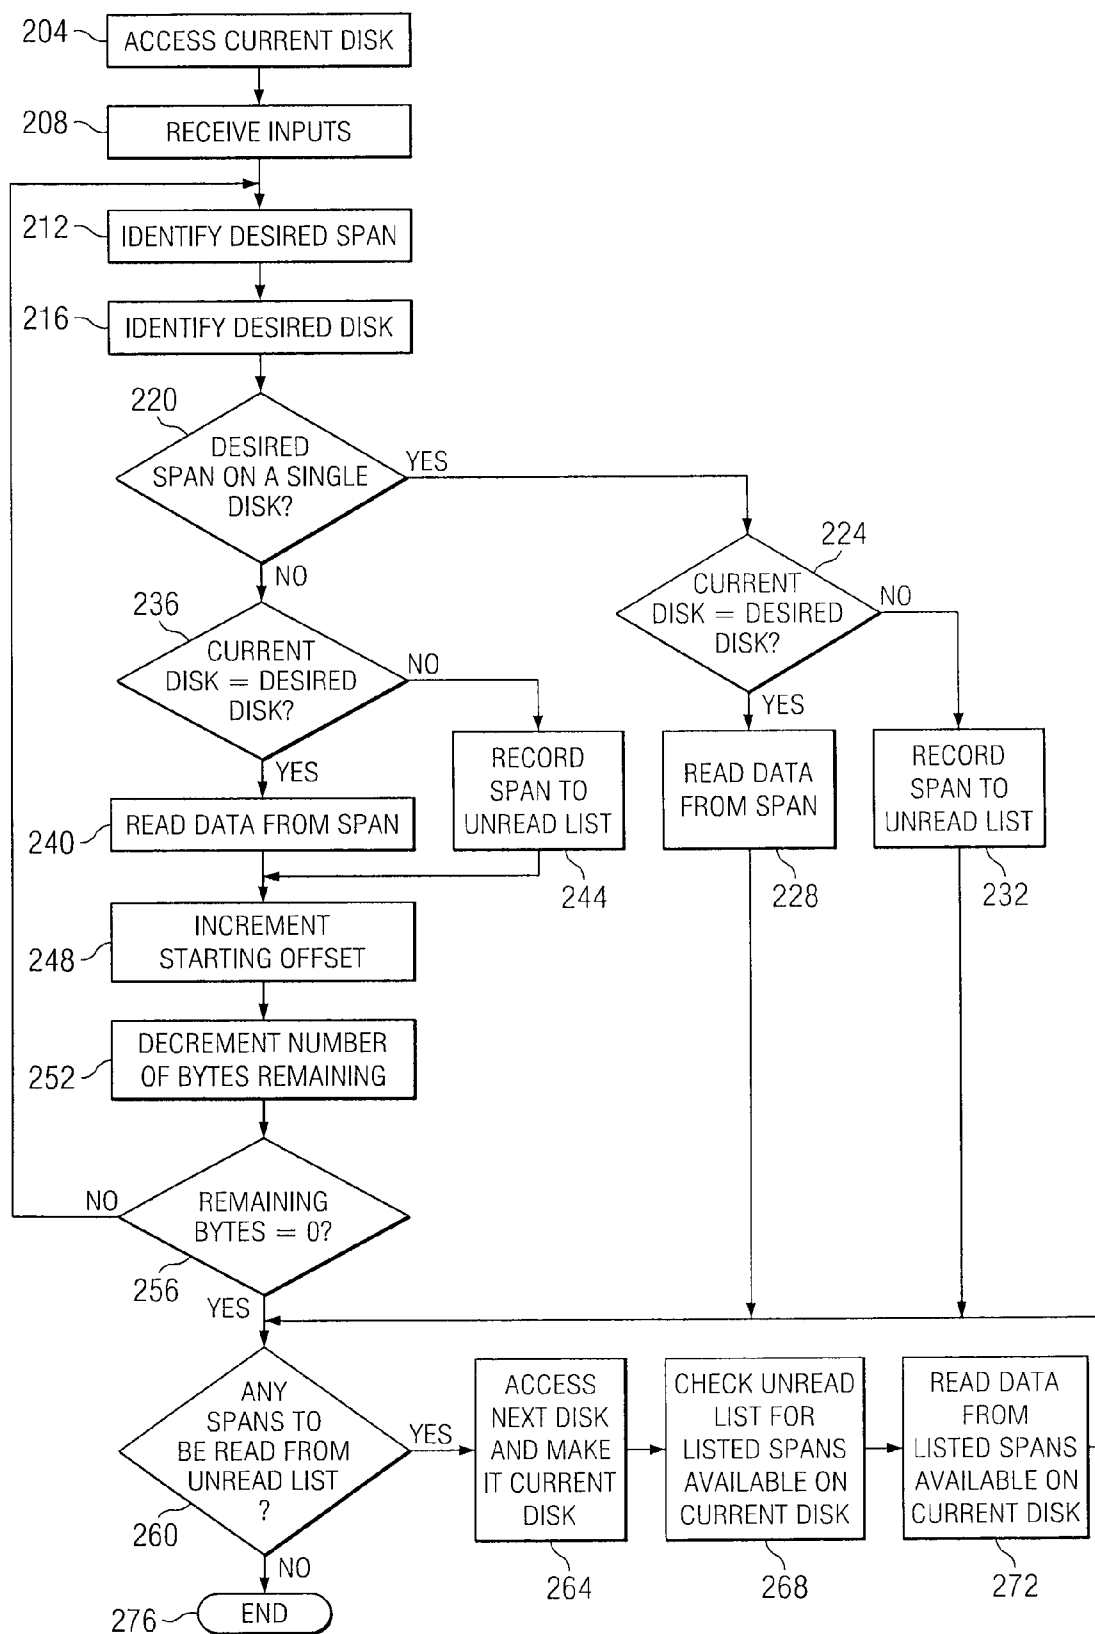 204
ACCESS CURRENT DISK
208
RECEIVE INPUTS
212
IDENTIFY DESIRED SPAN
216
IDENTIFY DESIRED DISK
220
DESIRED
SPAN ON A SINGLE
DISK?
YES
NO
224
CURRENT
DISK = DESIRED
DISK?
NO
YES
236
CURRENT
DISK = DESIRED
DISK?
NO
YES
RECORD
SPAN TO
UNREAD LIST
244
READ DATA
FROM SPAN
228
RECORD
SPAN TO
UNREAD LIST
232
240
READ DATA FROM SPAN
248
INCREMENT
STARTING OFFSET
252
DECREMENT NUMBER
OF BYTES REMAINING
NO
REMAINING
BYTES = 0?
256
YES
ANY
SPANS TO
BE READ FROM
UNREAD LIST
?
260
YES
NO
ACCESS
NEXT DISK
AND MAKE
IT CURRENT
DISK
264
CHECK UNREAD
LIST FOR
LISTED SPANS
AVAILABLE ON
CURRENT DISK
268
READ DATA
FROM
LISTED SPANS
AVAILABLE ON
CURRENT DISK
272
276
END